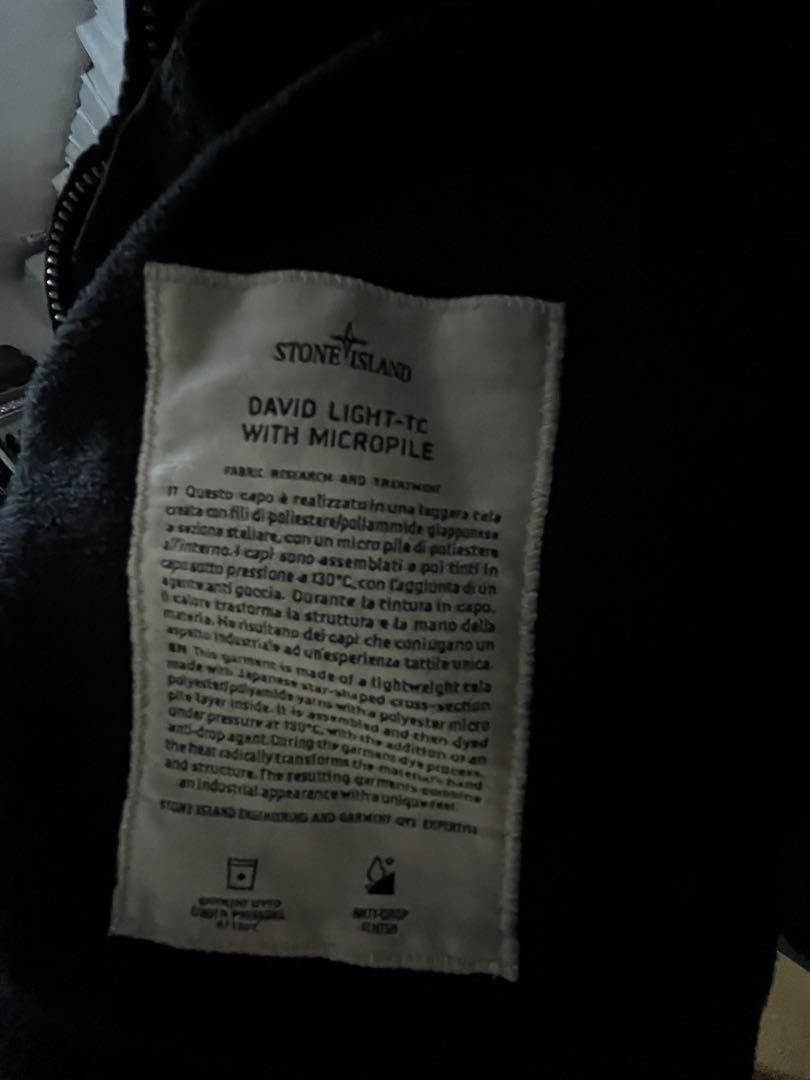 STONE ISLAND
DAVID LIGHT-TC
WITH MICROPILE
FABRIC RESEARCH AND TREATMENT
IT Questo capo è realizzato in una leggera tela
creata con fili di poliestere/poliammide giapponese
a sezione stellare, con un micro pile di poliestere
all'interno. I capi sono assemblati e poi tinti in
capo sotto pressione a 130°C, con l'aggiunta di un
agente anti goccia. Durante la tintura in capo,
il calore trasforma la struttura e la mano della
materia. Ne risultano dei capi che coniugano un
aspetto industriale ad un'esperienza tattile unica.
EN This garment is made of a lightweight tela
made with Japanese star-shaped cross-section
polyester/polyamide yarns with a polyester micro
pile layer inside. It is assembled and then dyed
under pressure at 130°C, with the addition of an
anti-drop agent. During the garment dye process,
the heat radically transforms the material's hand
and structure. The resulting garments combine
an industrial appearance with a unique feel.
STONE ISLAND ENGINEERING AND GARMENT DYE EXPERTISE
GARMENT DYED
UNDER PRESSURE
AT 130°C
ANTI-DROP
AGENT